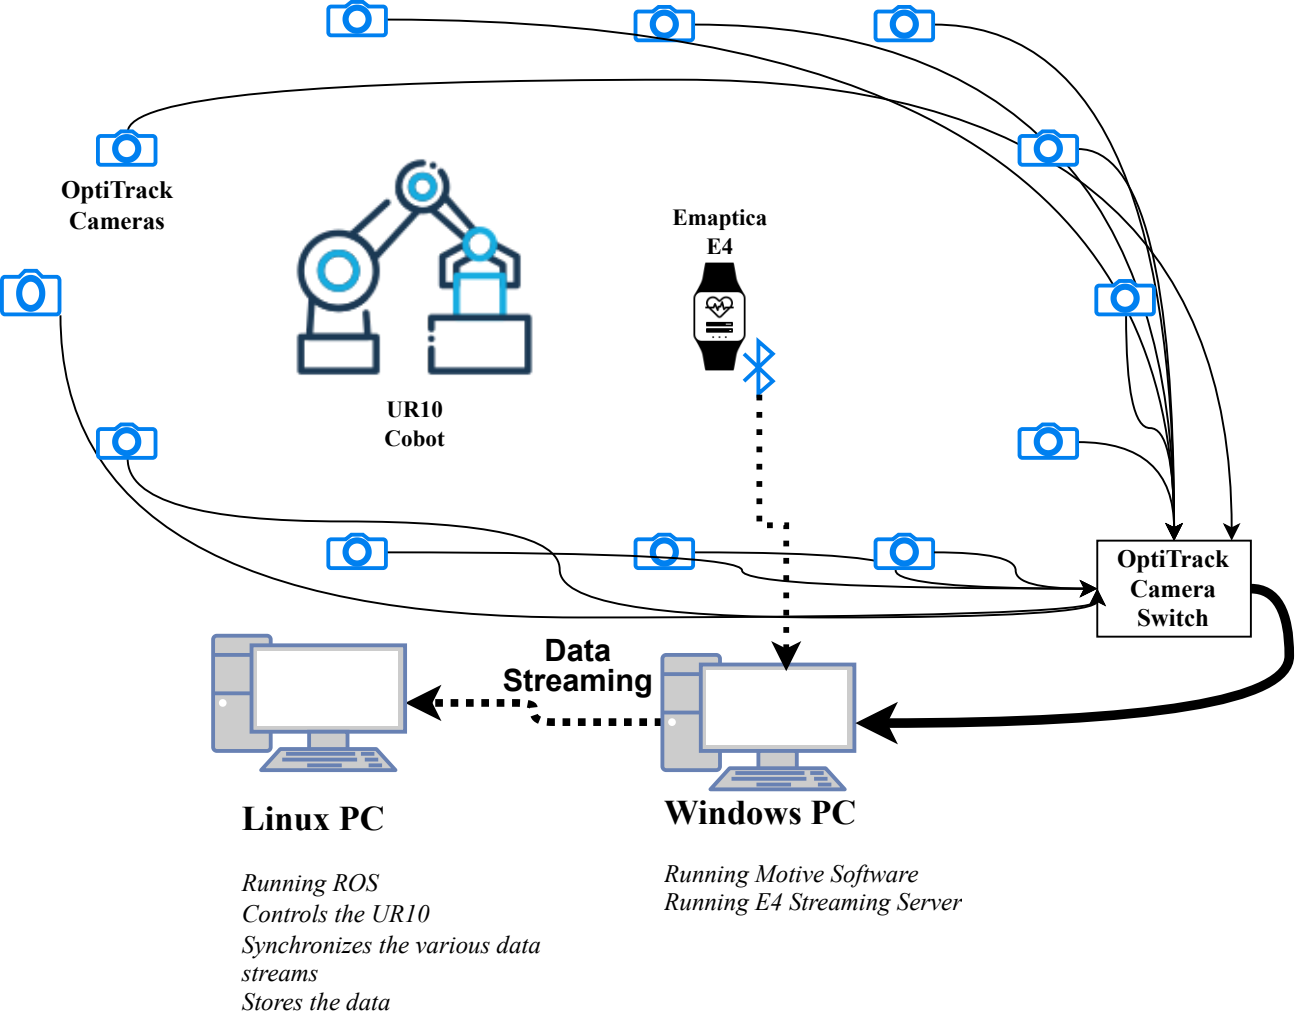 OptiTrack
Cameras
Emaptica
E4
UR10
Cobot
OptiTrack
Camera
Switch
Data
Streaming
Linux PC
Running ROS
Controls the UR10
Synchronizes the various data
streams
Stores the data
Windows PC
Running Motive Software
Running E4 Streaming Server